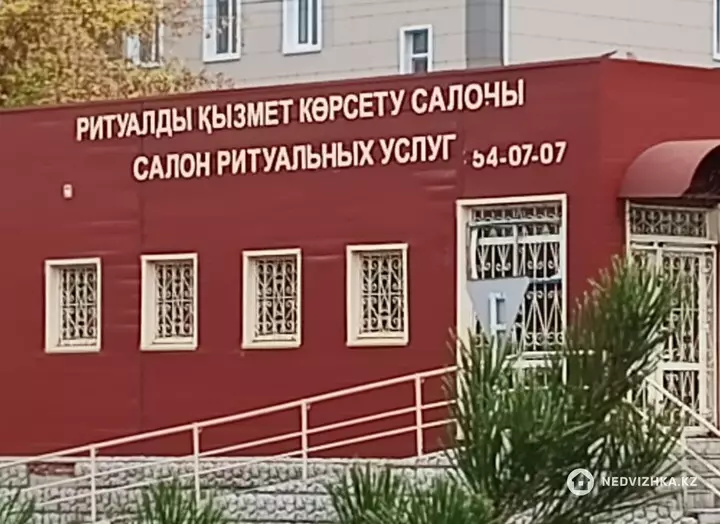 РИТУАЛДЫ ҚЫЗМЕТ КӨРСЕТУ САЛОНЫ
САЛОН РИТУАЛЬНЫХ УСЛУГ 54-07-07
NEDVIZHKA.KZ